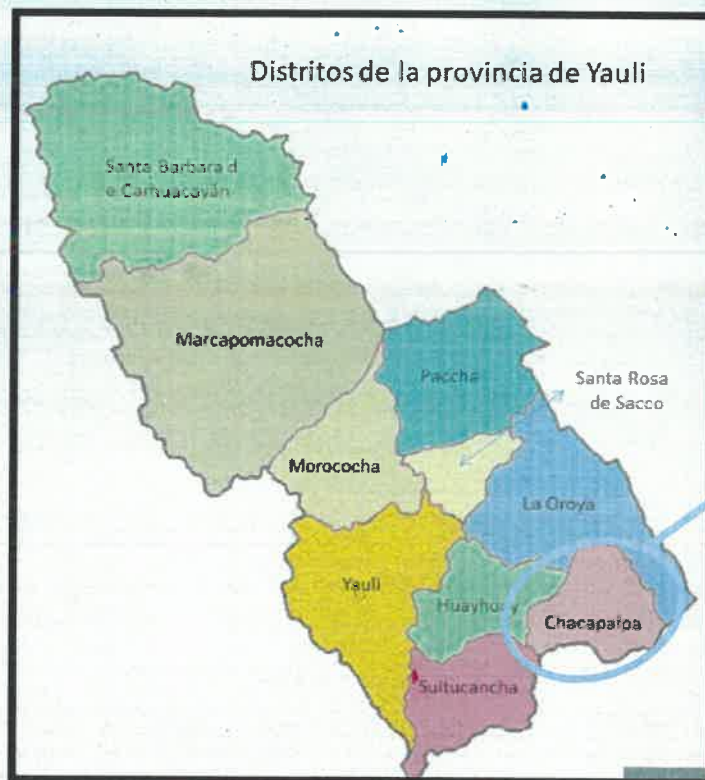 Distritos de la provincia de Yauli
Santa Barbara d
e Carhuacayán
Marcapomacocha
Paccha
Santa Rosa
de Sacco
Morococha
La Oroya
Yauli
Huayhuay
Chacapalpa
Suitucancha